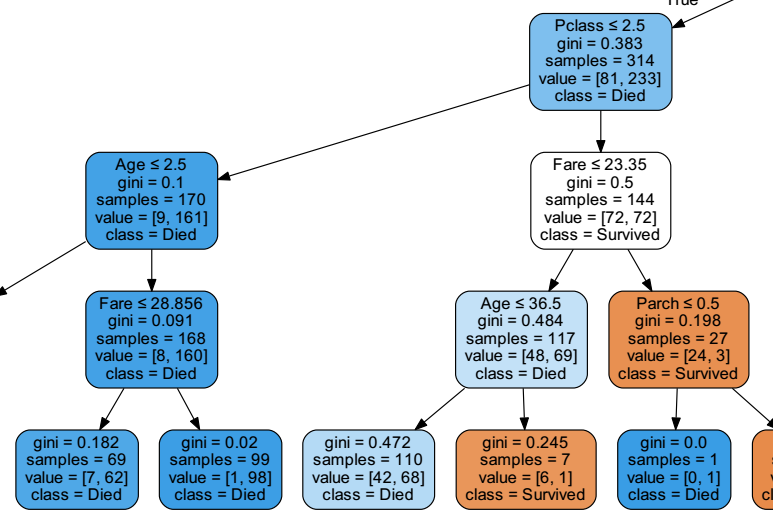 True
Pclass ≤ 2.5
gini = 0.383
samples = 314
value = [81, 233]
class = Died
Age ≤ 2.5
gini = 0.1
samples = 170
value = [9, 161]
class = Died
Fare ≤ 23.35
gini = 0.5
samples = 144
value = [72, 72]
class = Survived
Fare ≤ 28.856
gini = 0.091
samples = 168
value = [8, 160]
class = Died
Age ≤ 36.5
gini = 0.484
samples = 117
value = [48, 69]
class = Died
Parch ≤ 0.5
gini = 0.198
samples = 27
value = [24, 3]
class = Survived
gini = 0.182
samples = 69
value = [7, 62]
class = Died
gini = 0.02
samples = 99
value = [1, 98]
class = Died
gini = 0.472
samples = 110
value = [42, 68]
class = Died
gini = 0.245
samples = 7
value = [6, 1]
class = Survived
gini = 0.0
samples = 1
value = [0, 1]
class = Died